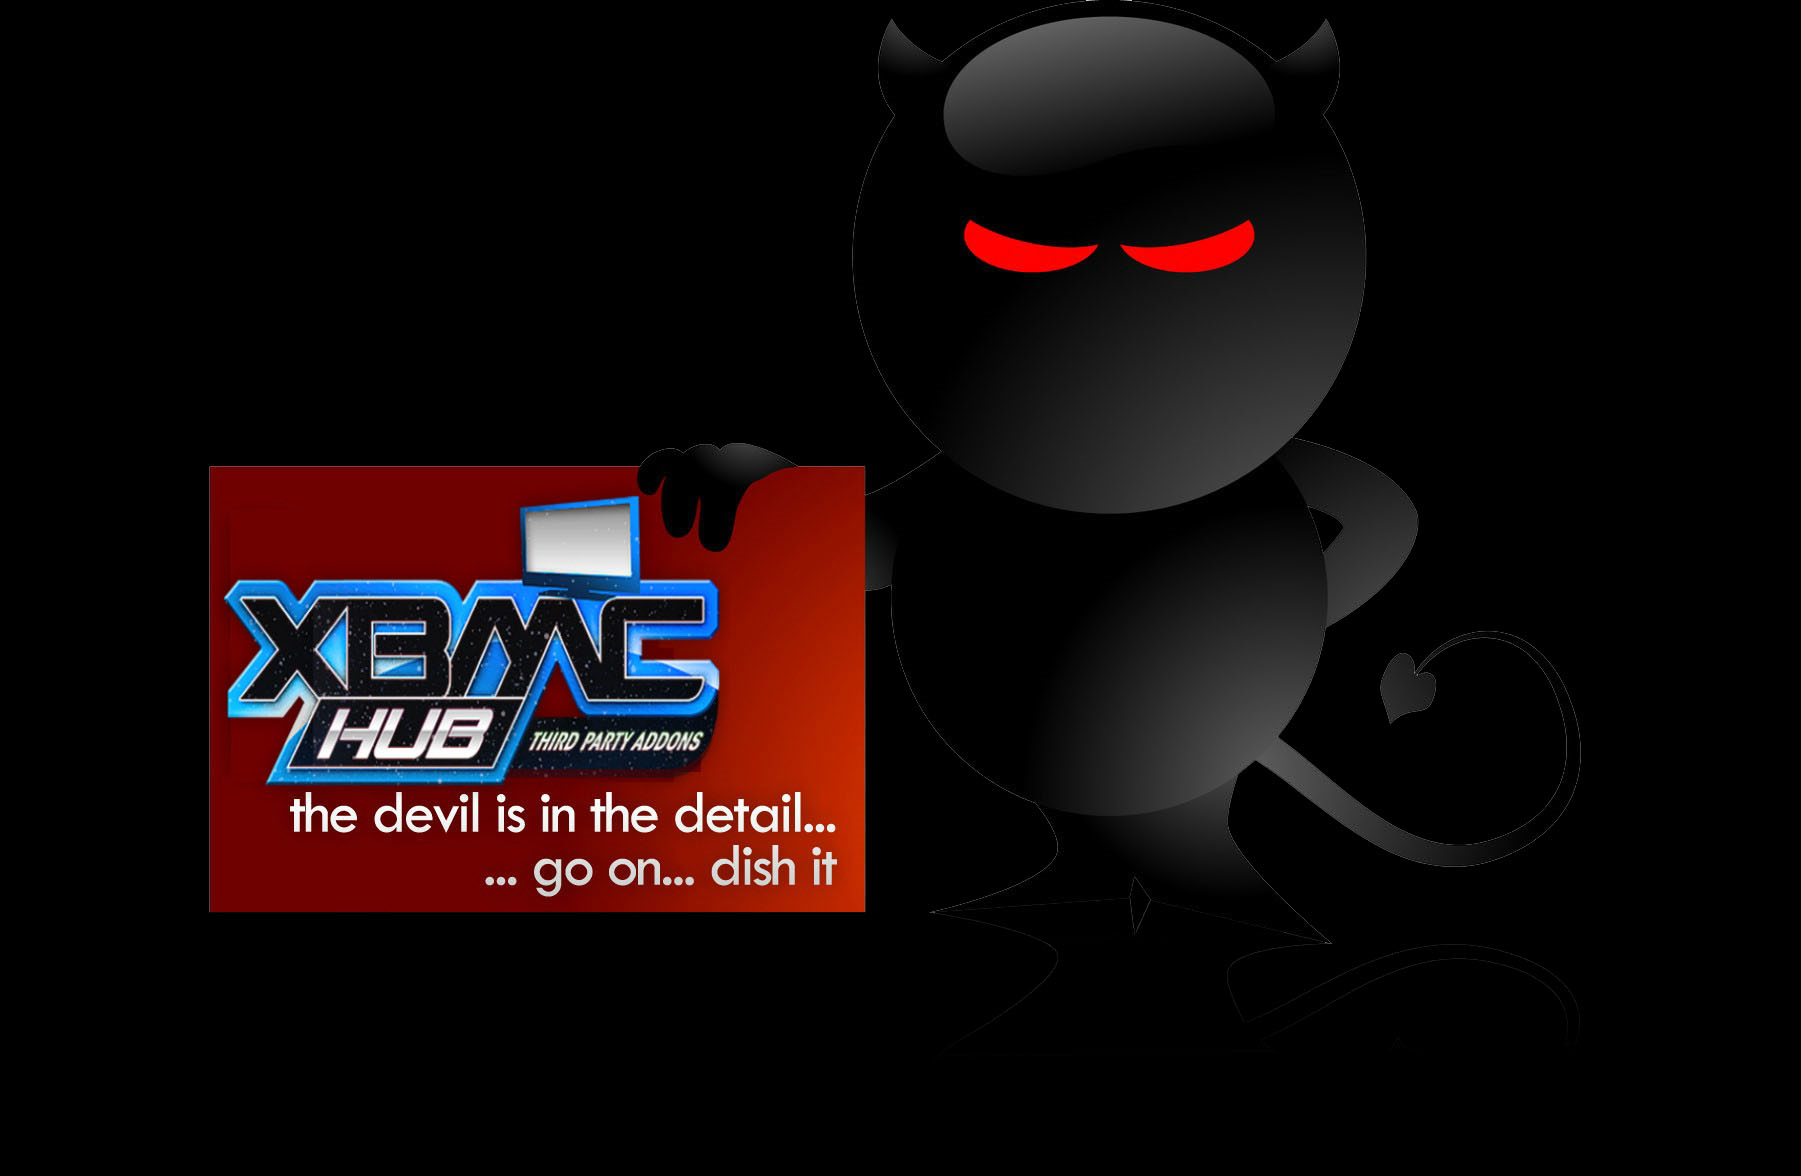 XBMC
HUB
THIRD PARTY ADDONS
the devil is in the detail...
... go on... dish it